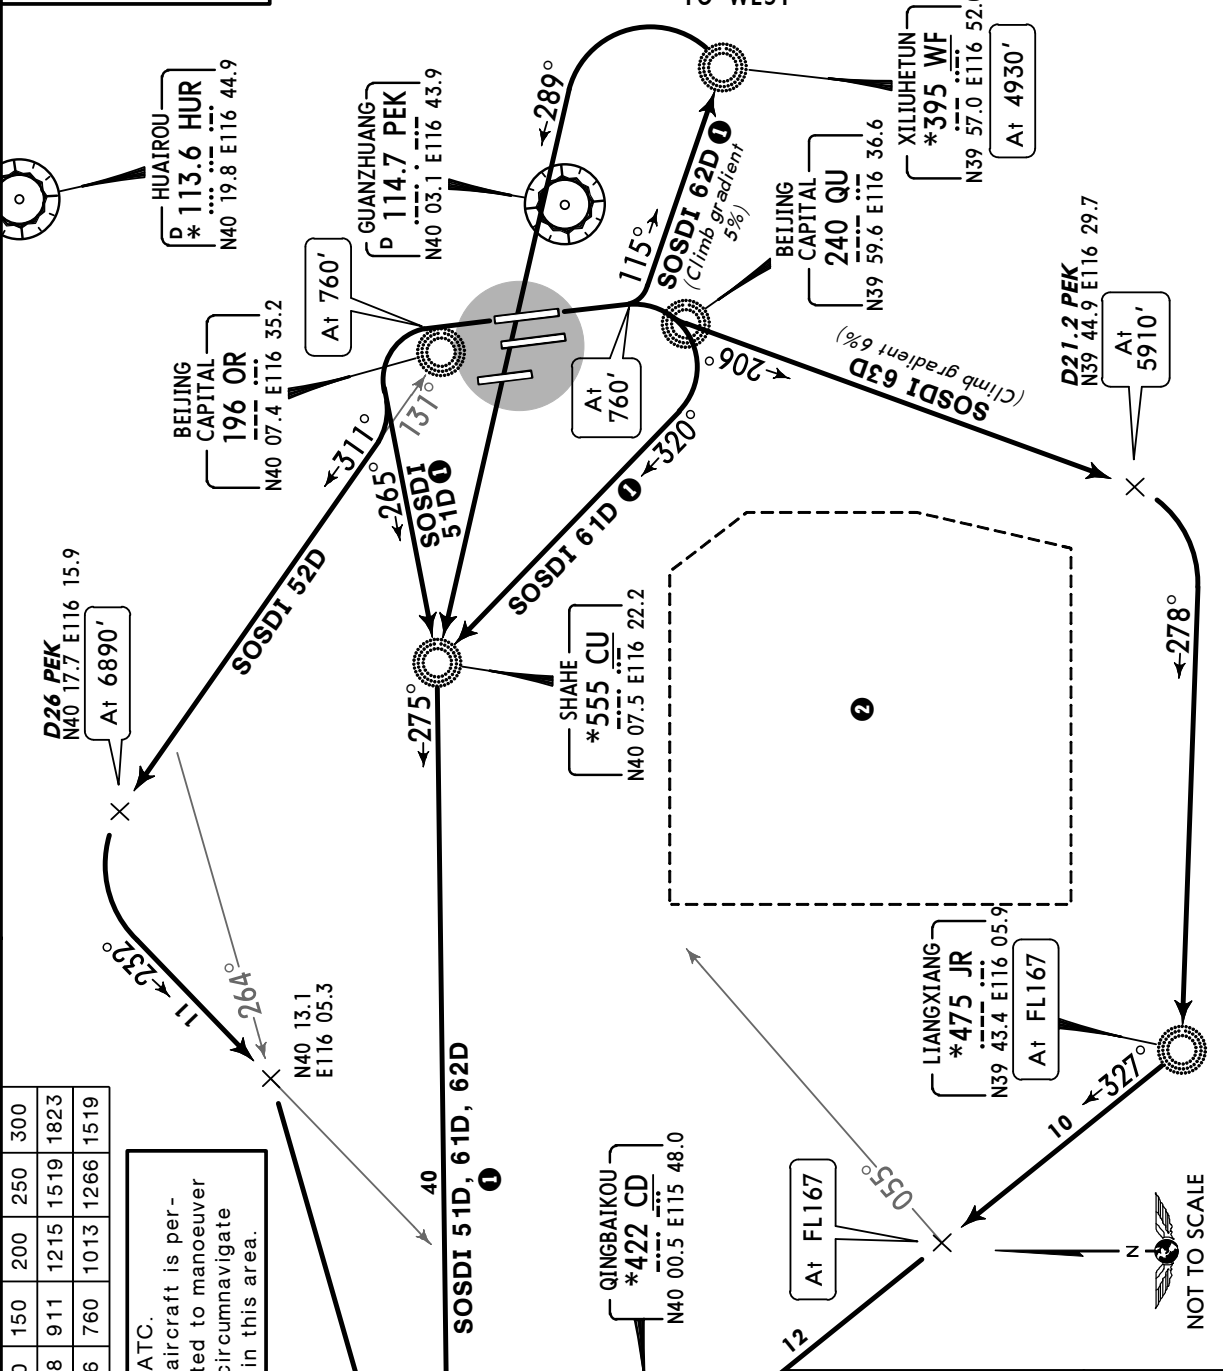 TO WEST
HUAIROU
D
* 113.6 HUR
N40 19.8 E116 44.9
GUANZHUANG
D
114.7 PEK
N40 03.1 E116 43.9
←289°
XILIUHETUN
*395 WF
N39 57.0 E116 52.
At 4930'
BEIJING
CAPITAL
240 QU
N39 59.6 E116 36.6
115°→
SOSDI 62D 1
(Climb gradient
5%)
At 760'
BEIJING
CAPITAL
196 OR
N40 07.4 E116 35.2
131°
At
760'
206°→
SOSDI 63D
(Climb gradient 6%)
D21.2 PEK
N39 44.9 E116 29.7
At
5910'
←311°
←265°
SOSDI
51D 1
←320°
SOSDI 61D 1
SOSDI 52D
D26 PEK
N40 17.7 E116 15.9
At 6890'
SHAHE
*555 CU
N40 07.5 E116 22.2
←275°
2
←278°
←232°
11
264°
N40 13.1
E116 05.3
LIANGXIANG
*475 JR
N39 43.4 E116 05.9
At FL167
←327°
10
40
SOSDI 51D, 61D, 62D
1
QINGBAIKOU
*422 CD
N40 00.5 E115 48.0
055°
At FL167
12
N
NOT TO SCALE
150 200 250 300
8 911 1215 1519 1823
6 760 1013 1266 1519
ATC.
aircraft is per-
ted to manoeuver
circumnavigate
in this area.